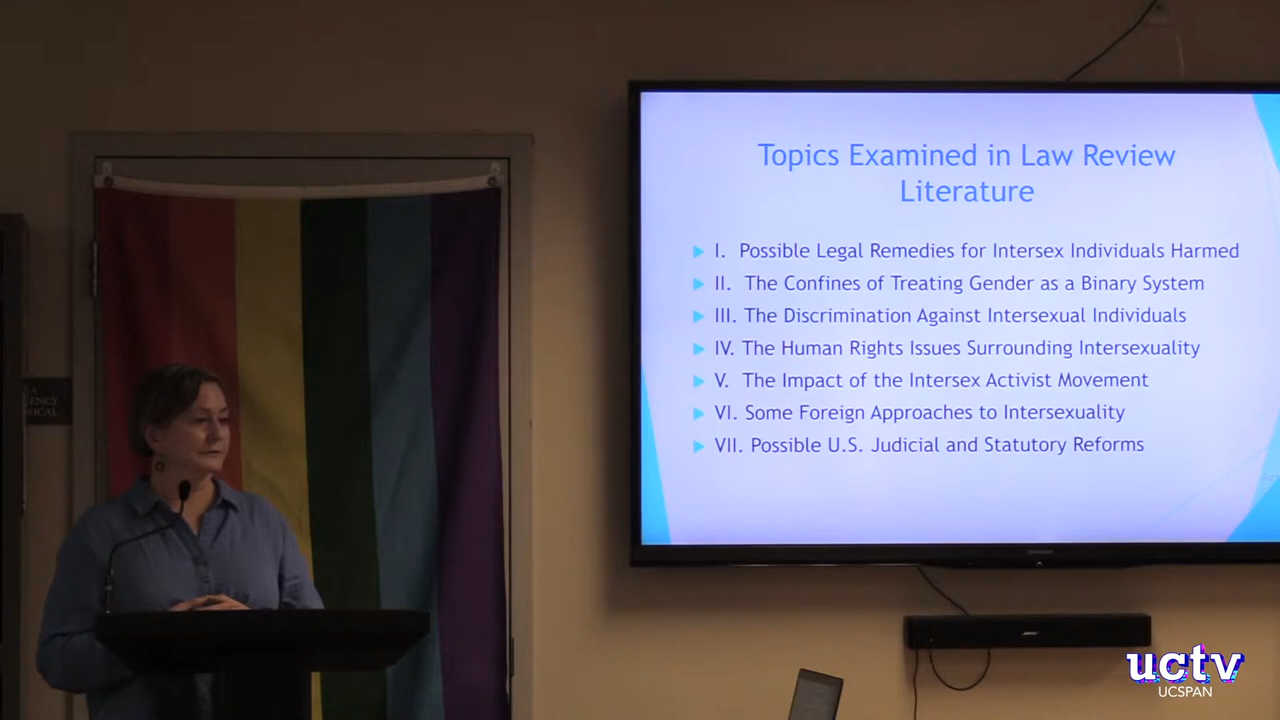 Topics Examined in Law Review
Literature
I. Possible Legal Remedies for Intersex Individuals Harmed
II. The Confines of Treating Gender as a Binary System
III. The Discrimination Against Intersexual Individuals
IV. The Human Rights Issues Surrounding Intersexuality
V. The Impact of the Intersex Activist Movement
VI. Some Foreign Approaches to Intersexuality
VII. Possible U.S. Judicial and Statutory Reforms
uctv
UCSPAN